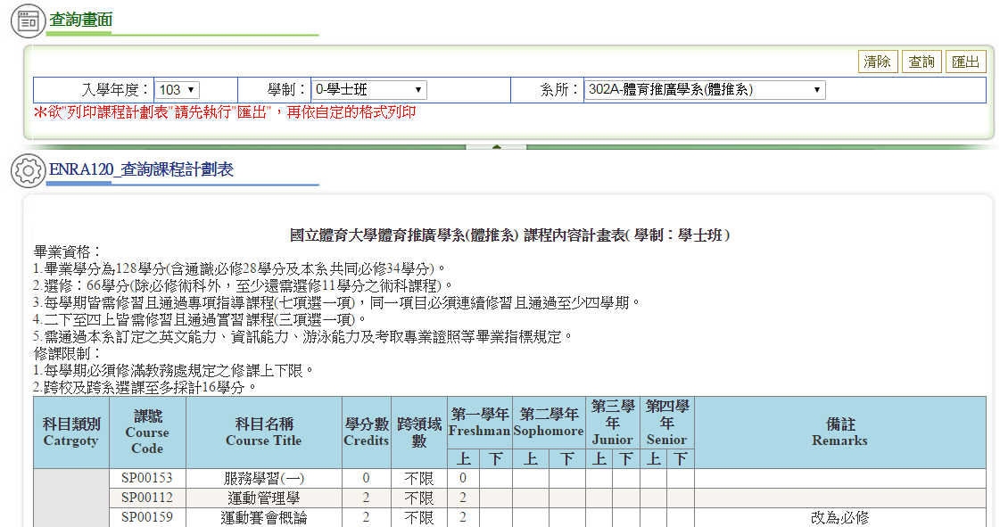 查詢畫面
清除 查詢 匯出
入學年度： 103 學制： 0-學士班 系所： 302A-體育推廣學系(體推系)
＊欲"列印課程計劃表"請先執行"匯出"，再依自定的格式列印
ENRA120_查詢課程計劃表
國立體育大學體育推廣學系(體推系) 課程內容計畫表( 學制：學士班 )
畢業資格：
1.畢業學分為128學分(含通識必修28學分及本系共同必修34學分)。
2.選修：66學分(除必修術科外，至少還需選修11學分之術科課程)。
3.每學期皆需修習且通過專項指導課程(七項選一項)，同一項目必須連續修習且通過至少四學期。
4.二下至四上皆需修習且通過實習課程(三項選一項)。
5.需通過本系訂定之英文能力、資訊能力、游泳能力及考取專業證照等畢業指標規定。
修課限制：
1.每學期必須修滿教務處規定之修課上下限。
2.跨校及跨系選課至多採計16學分。
科目類別 Catrgoty 課號 Course Code 科目名稱 Course Title 學分數 Credits 跨領域數 第一學年 Freshman 第二學年 Sophomore 第三學年 Junior 第四學年 Senior 備註 Remarks
上 下 上 下 上 下 上 下
SP00153 服務學習(一) 0 不限 0
SP00112 運動管理學 2 不限 2
SP00159 運動賽會概論 2 不限 2 改為必修